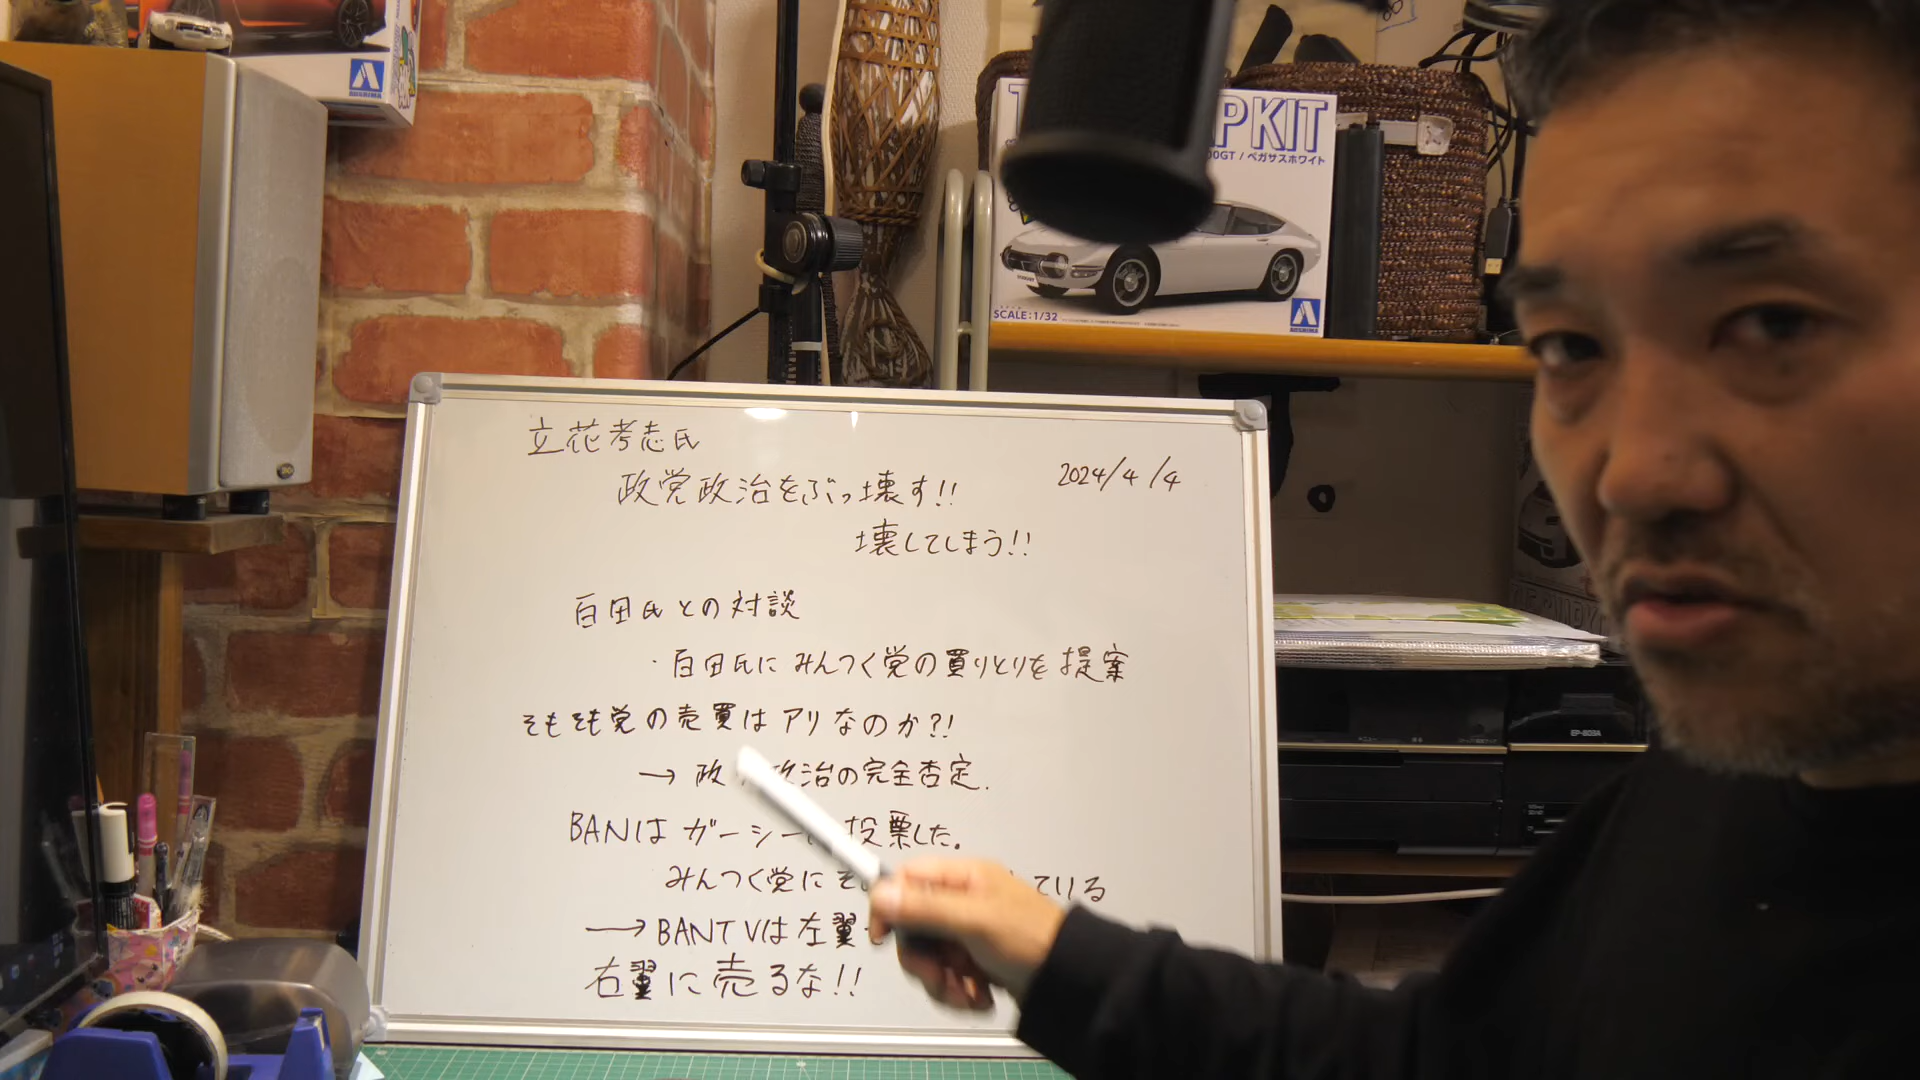 立花孝志氏
政党政治をぶっ壊す!!
2024/4/4
壊してしまう!!
百田氏との対談
・百田氏にみんつく党の買りとりを提案
そもそも党の売買はアリなのか?!
→ 政 政治の完全否定.
BANは ガーシー 投票した。
みんつく党に ている
→ BANTVは左翼
右翼に売るな!!
PKIT
00GT / ペガサスホワイト
SCALE:1/32
AOSHIMA
AOSHIMA
EP-803A